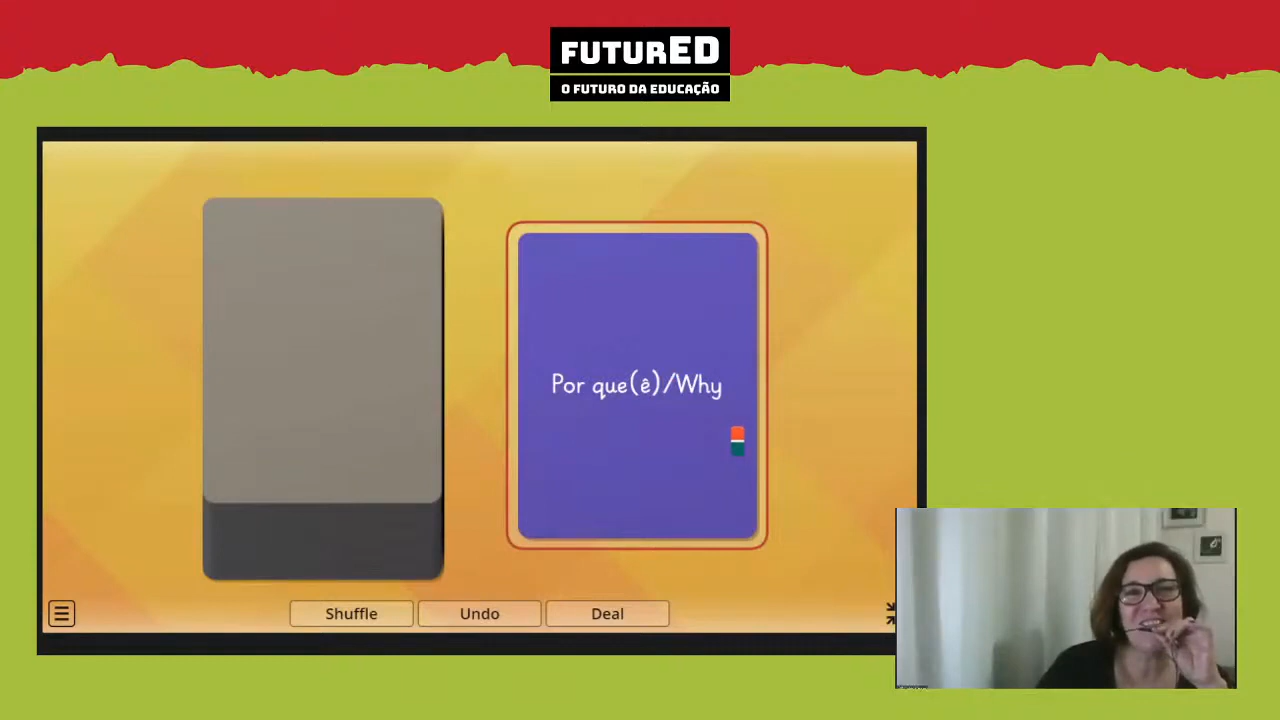 FUTURED
O FUTURO DA EDUCAÇÃO
Por que(ê)/Why
Shuffle
Undo
Deal